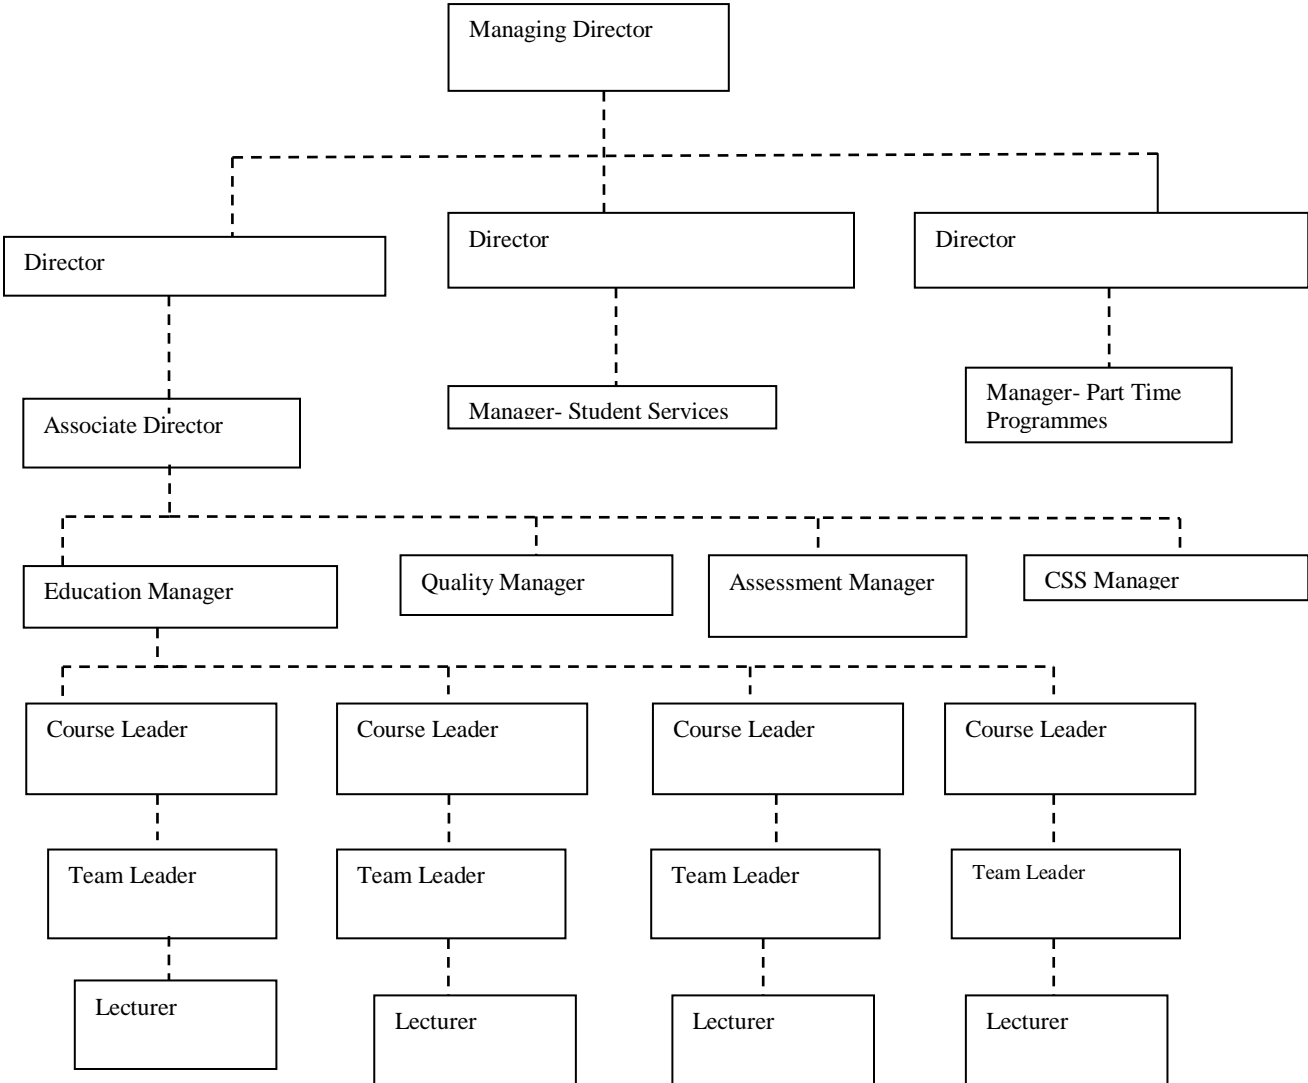 Managing Director
Director
Director
Director
Associate Director
Manager- Student Services
Manager- Part Time
Programmes
Education Manager
Quality Manager
Assessment Manager
CSS Manager
Course Leader
Course Leader
Course Leader
Course Leader
Team Leader
Team Leader
Team Leader
Team Leader
Lecturer
Lecturer
Lecturer
Lecturer